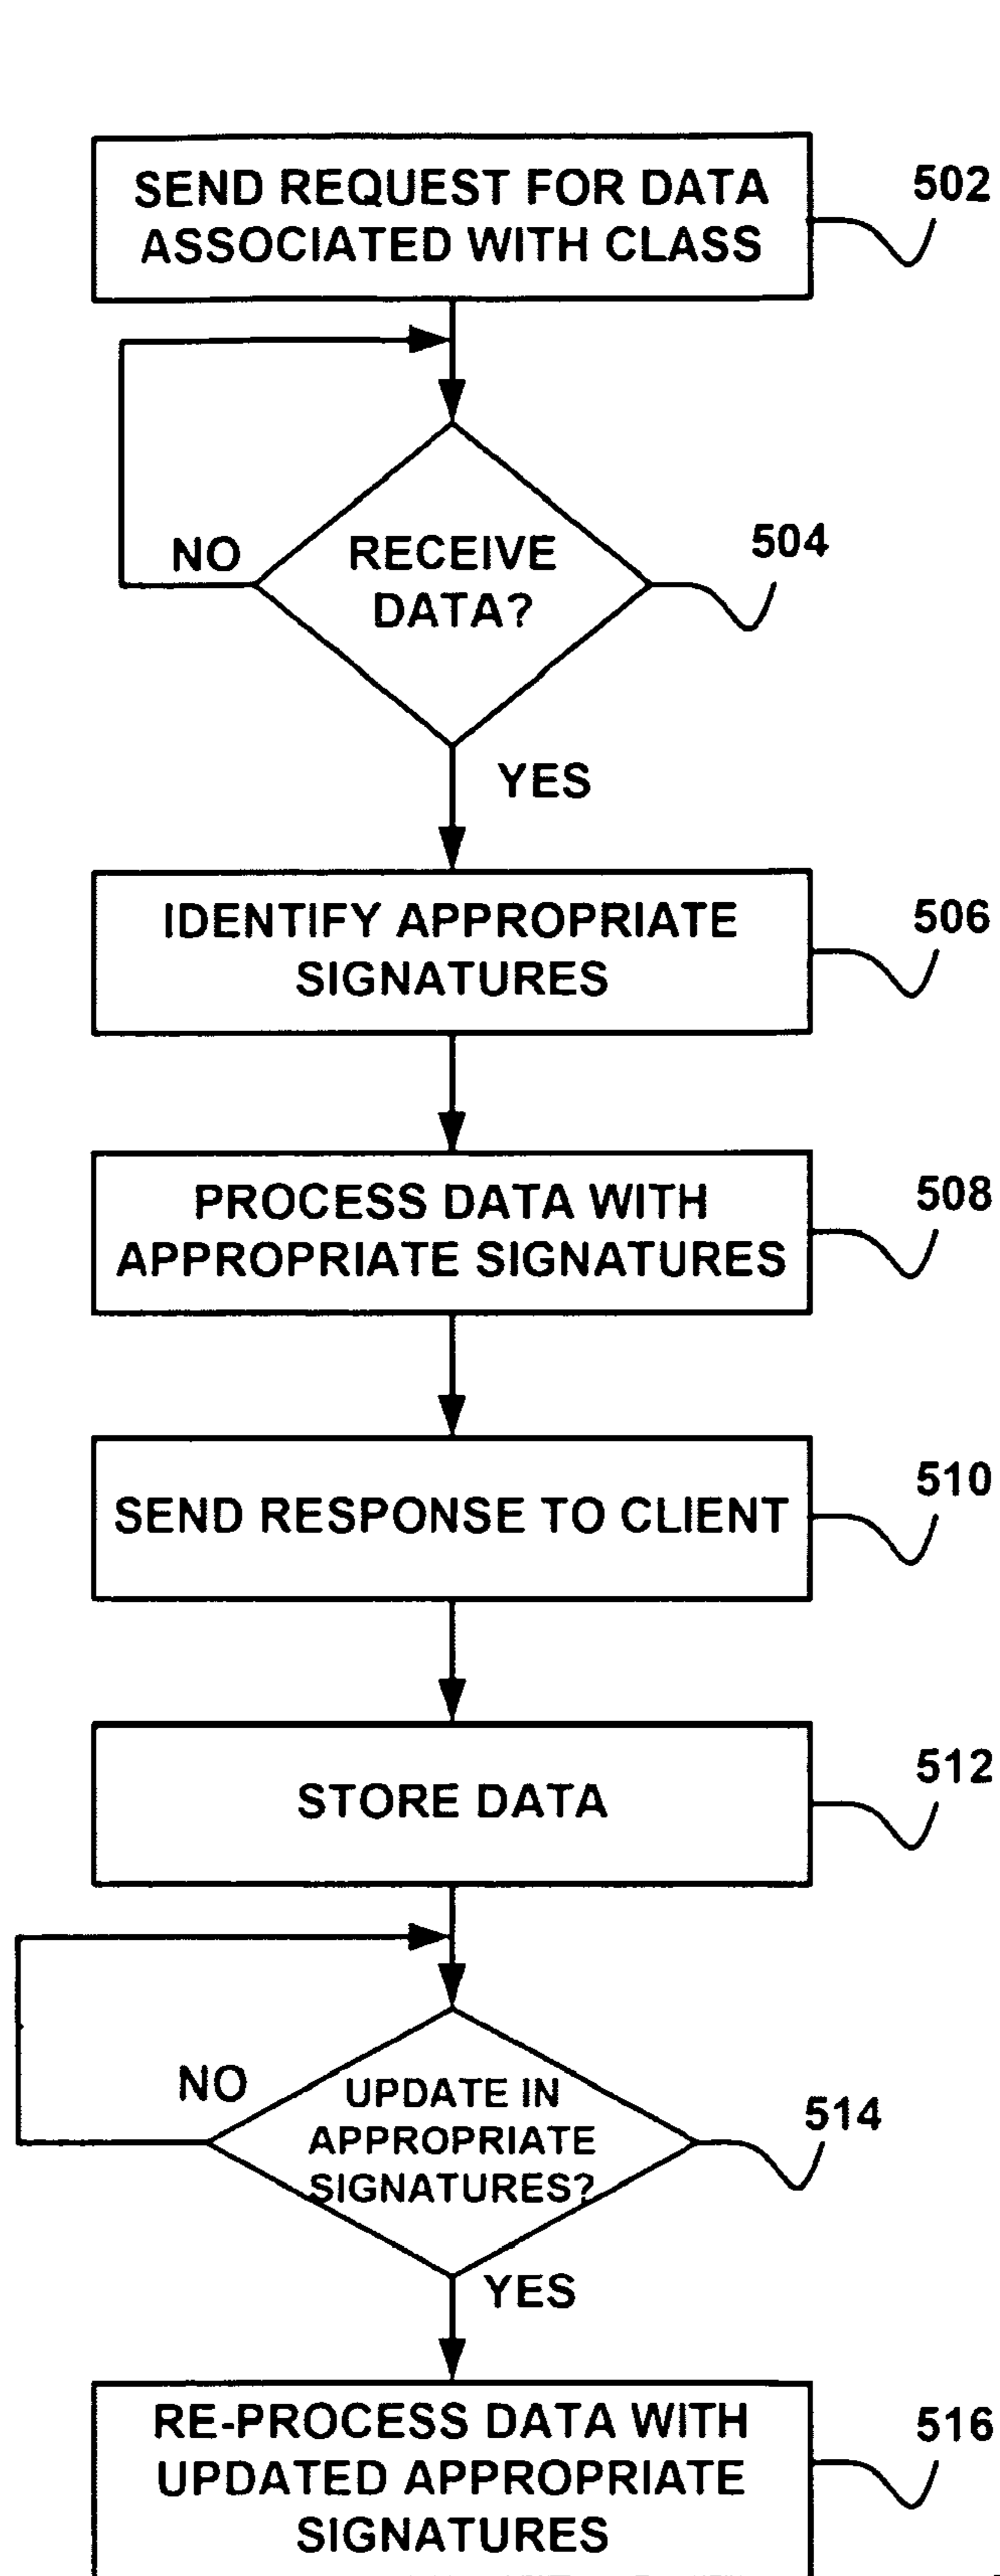 SEND REQUEST FOR DATA
ASSOCIATED WITH CLASS
502
RECEIVE
DATA?
504
NO
YES
IDENTIFY APPROPRIATE
SIGNATURES
506
PROCESS DATA WITH
APPROPRIATE SIGNATURES
508
SEND RESPONSE TO CLIENT
510
STORE DATA
512
NO
UPDATE IN
APPROPRIATE
SIGNATURES?
514
YES
RE-PROCESS DATA WITH
UPDATED APPROPRIATE
SIGNATURES
516